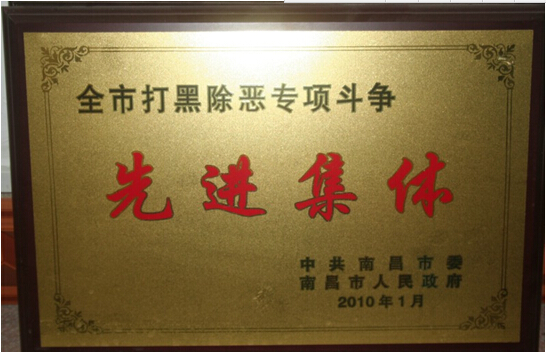 全市打黑除恶专项斗争
先进集体
中共南昌市委
南昌市人民政府
2010年1月